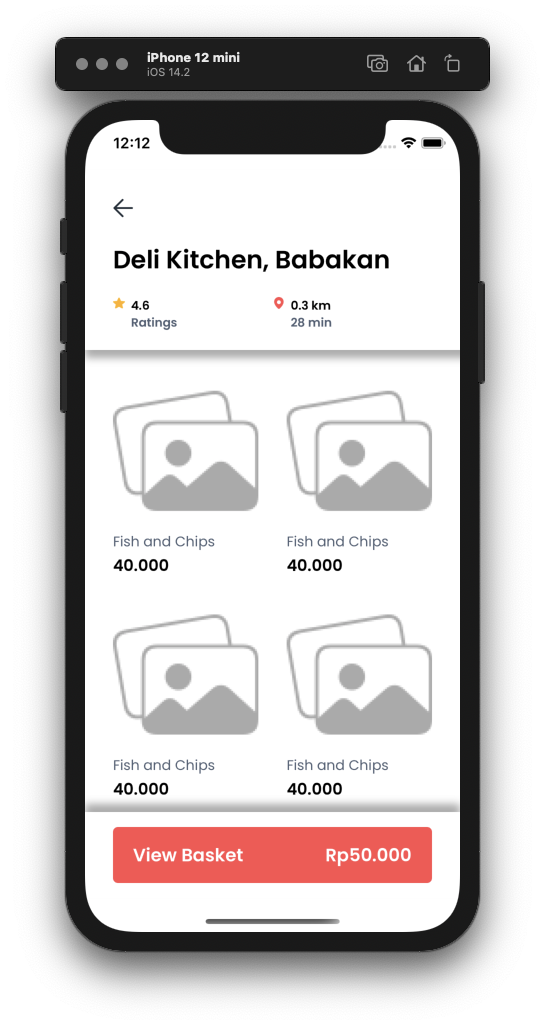 iPhone 12 mini
iOS 14.2
12:12
Deli Kitchen, Babakan
4.6
Ratings
0.3 km
28 min
Fish and Chips
40.000
Fish and Chips
40.000
Fish and Chips
40.000
Fish and Chips
40.000
View Basket Rp50.000